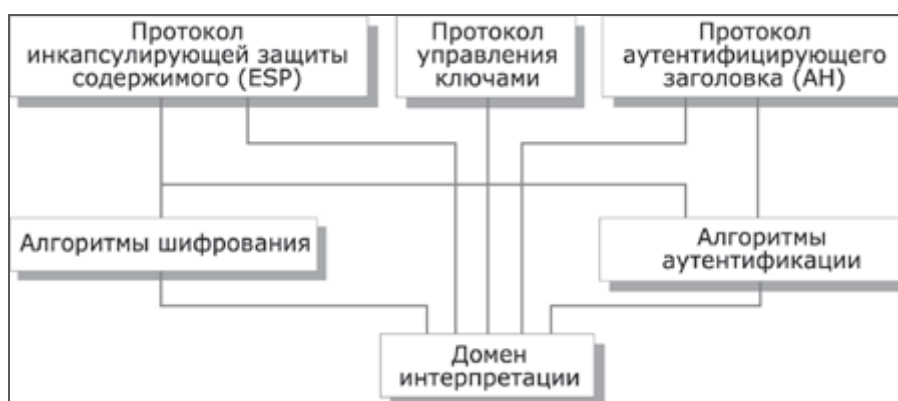 Протокол
инкапсулирующей защиты
содержимого (ESP)
Протокол
управления
ключами
Протокол
аутентифицирующего
заголовка (AH)
Алгоритмы шифрования
Алгоритмы
аутентификации
Домен
интерпретации